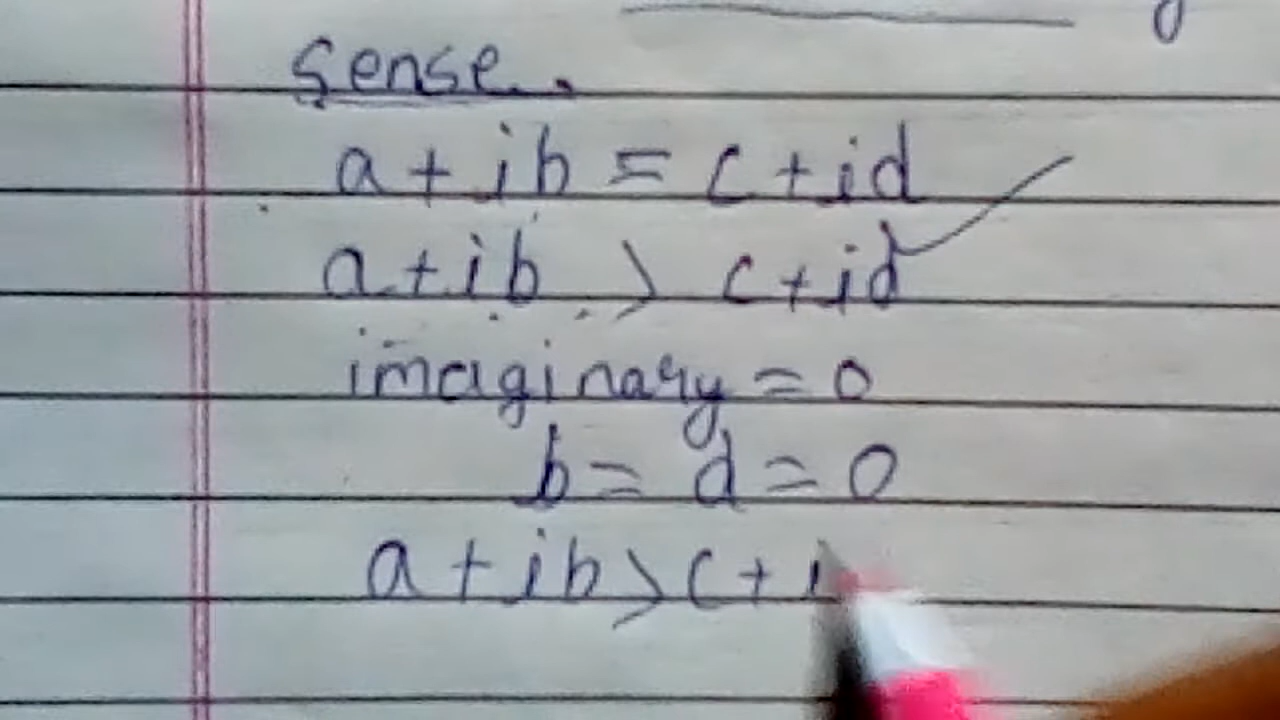 sense.
a + ib = c + id
a + ib > c + id
imaginary = 0
b = d = 0
a + ib > c + i